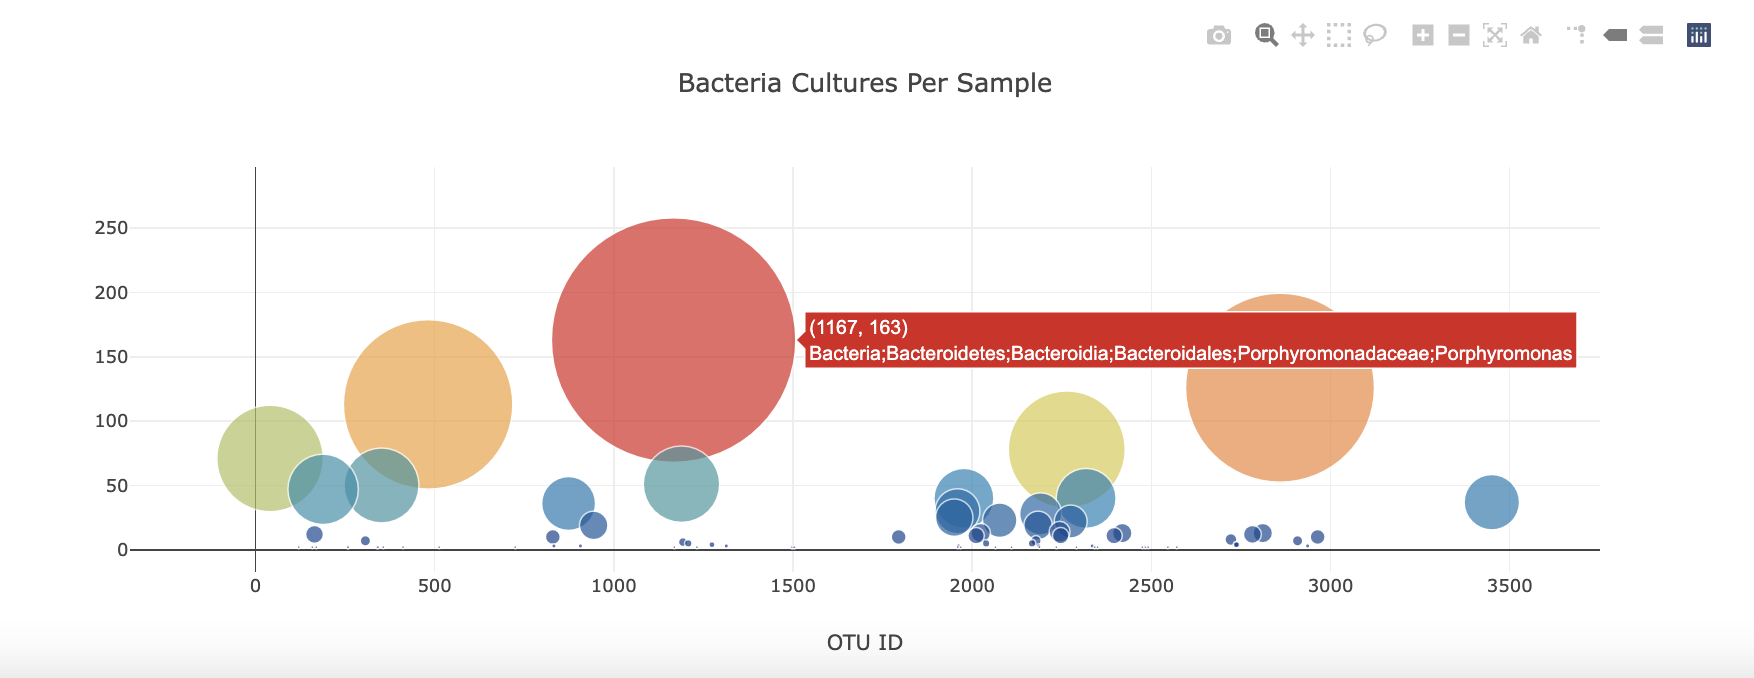 Bacteria Cultures Per Sample
250
200
150
100
50
0
(1167, 163)
Bacteria;Bacteroidetes;Bacteroidia;Bacteroidales;Porphyromonadaceae;Porphyromonas
0 500 1000 1500 2000 2500 3000 3500
OTU ID